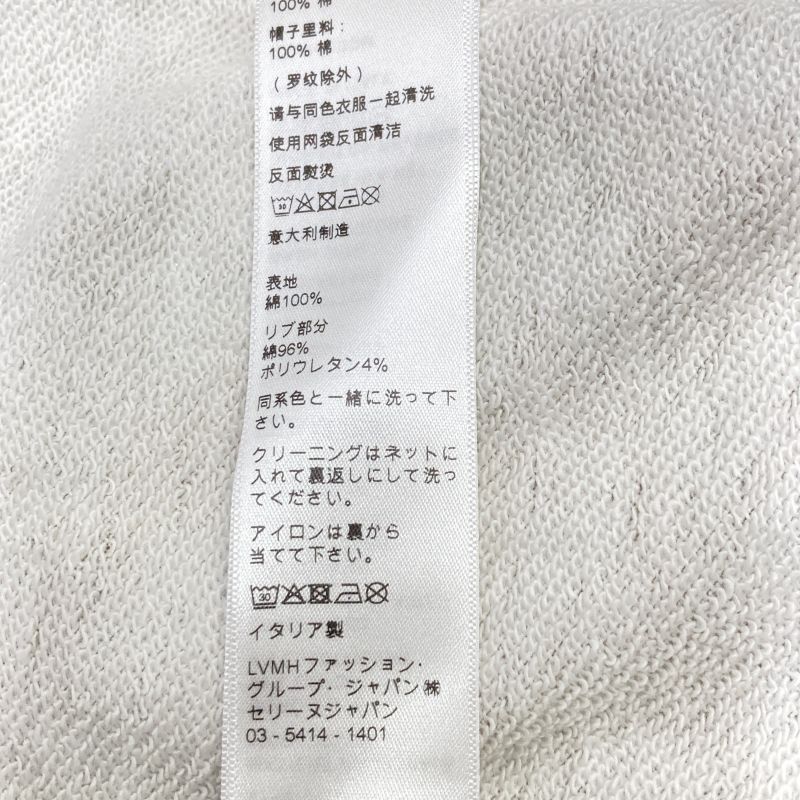 100% 棉
帽子里料:
100% 棉
(罗纹除外)
请与同色衣服一起清洗
使用网袋反面清洁
反面熨烫
30
意大利制造
表地
綿100%
リブ部分
綿96%
ポリウレタン4%
同系色と一緒に洗って下
さい。
クリーニングはネットに
入れて裏返しにして洗っ
てください。
アイロンは裏から
当てて下さい。
30
イタリア製
LVMHファッション・
グループ・ジャパン㈱
セリーヌジャパン
03 - 5414 - 1401